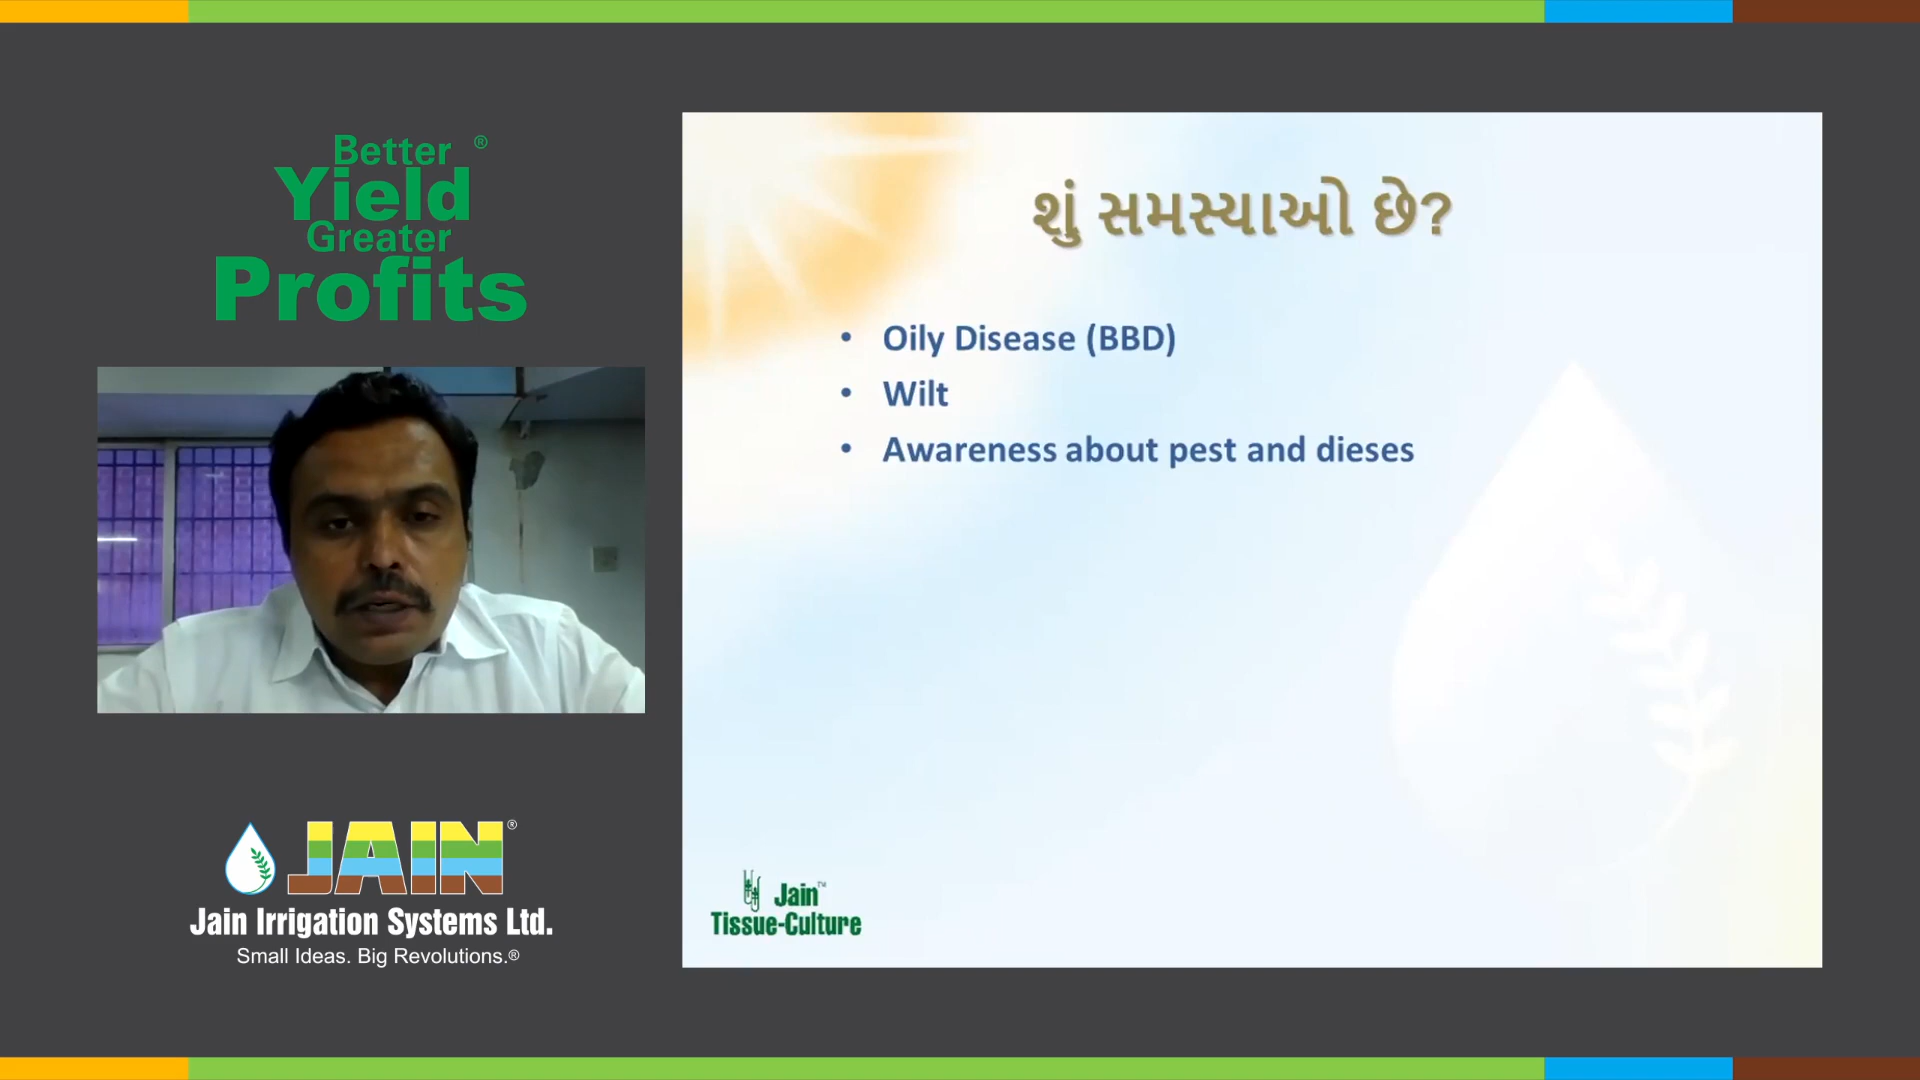 Better ®
Yield
Greater
Profits
JAIN®
Jain Irrigation Systems Ltd.
Small Ideas. Big Revolutions.®
શું સમસ્યાઓ છે?
• Oily Disease (BBD)
• Wilt
• Awareness about pest and dieses
Jain™
Tissue-Culture